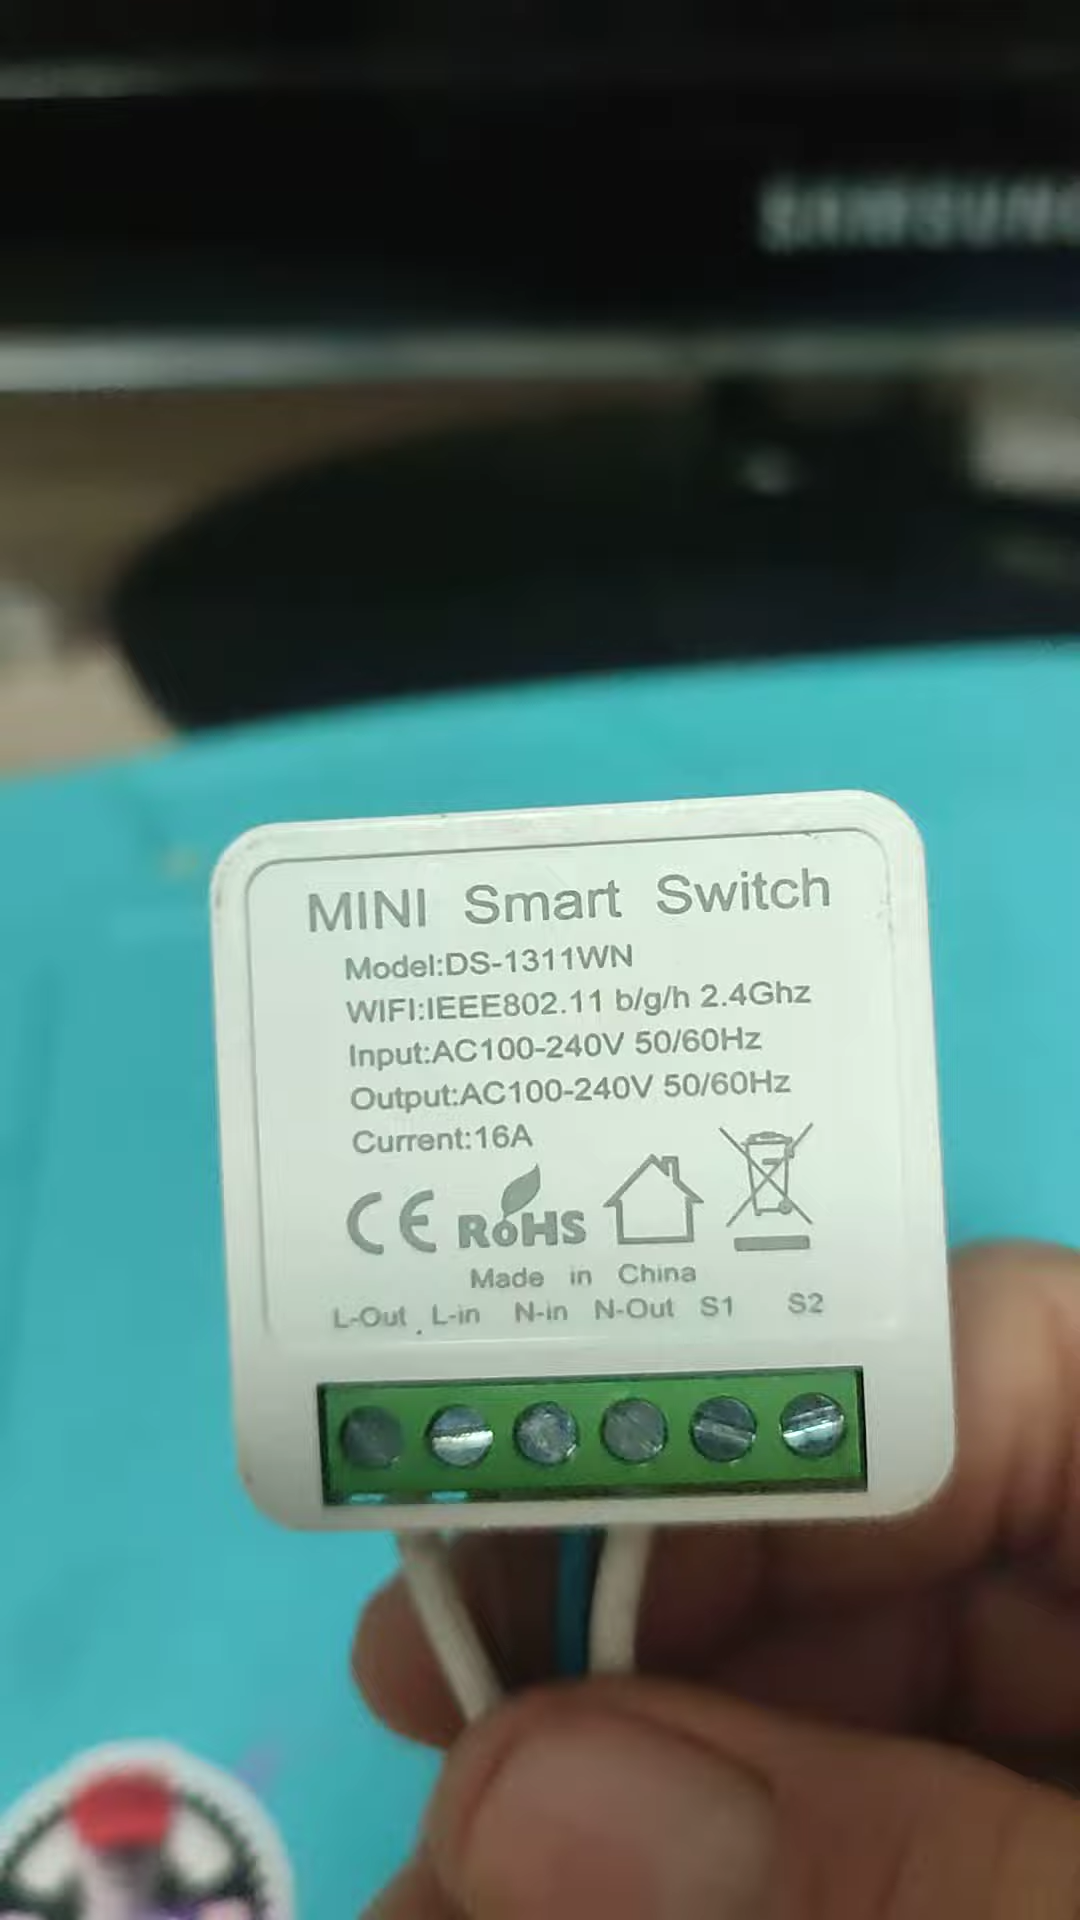 SAMSUNG
MINI Smart Switch
Model:DS-1311WN
WIFI:IEEE802.11 b/g/h 2.4Ghz
Input:AC100-240V 50/60Hz
Output:AC100-240V 50/60Hz
Current:16A
CE RoHS
Made in China
L-Out L-in N-in N-Out S1 S2